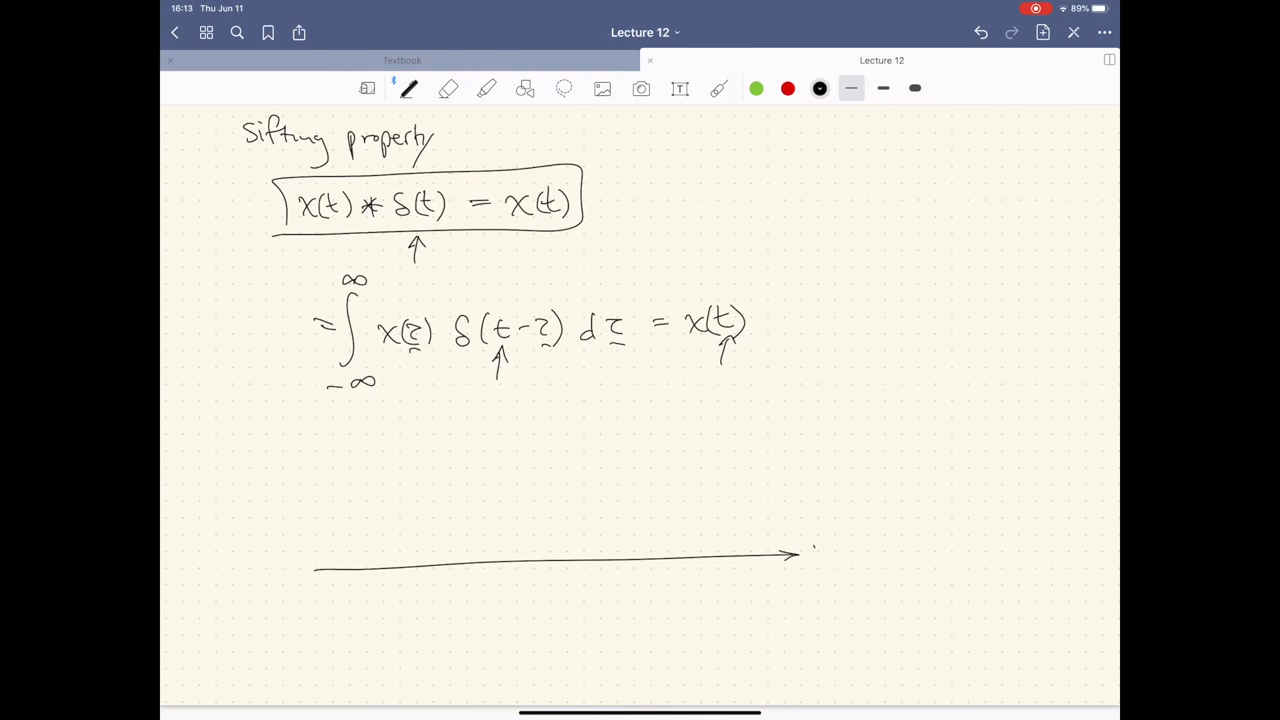 16:13 Thu Jun 11
89%
Lecture 12
Textbook
Lecture 12
T
Sifting property
x(t) * δ(t) = x(t)
∞
= ∫ x(τ) δ(t-τ) dτ = x(t)
-∞